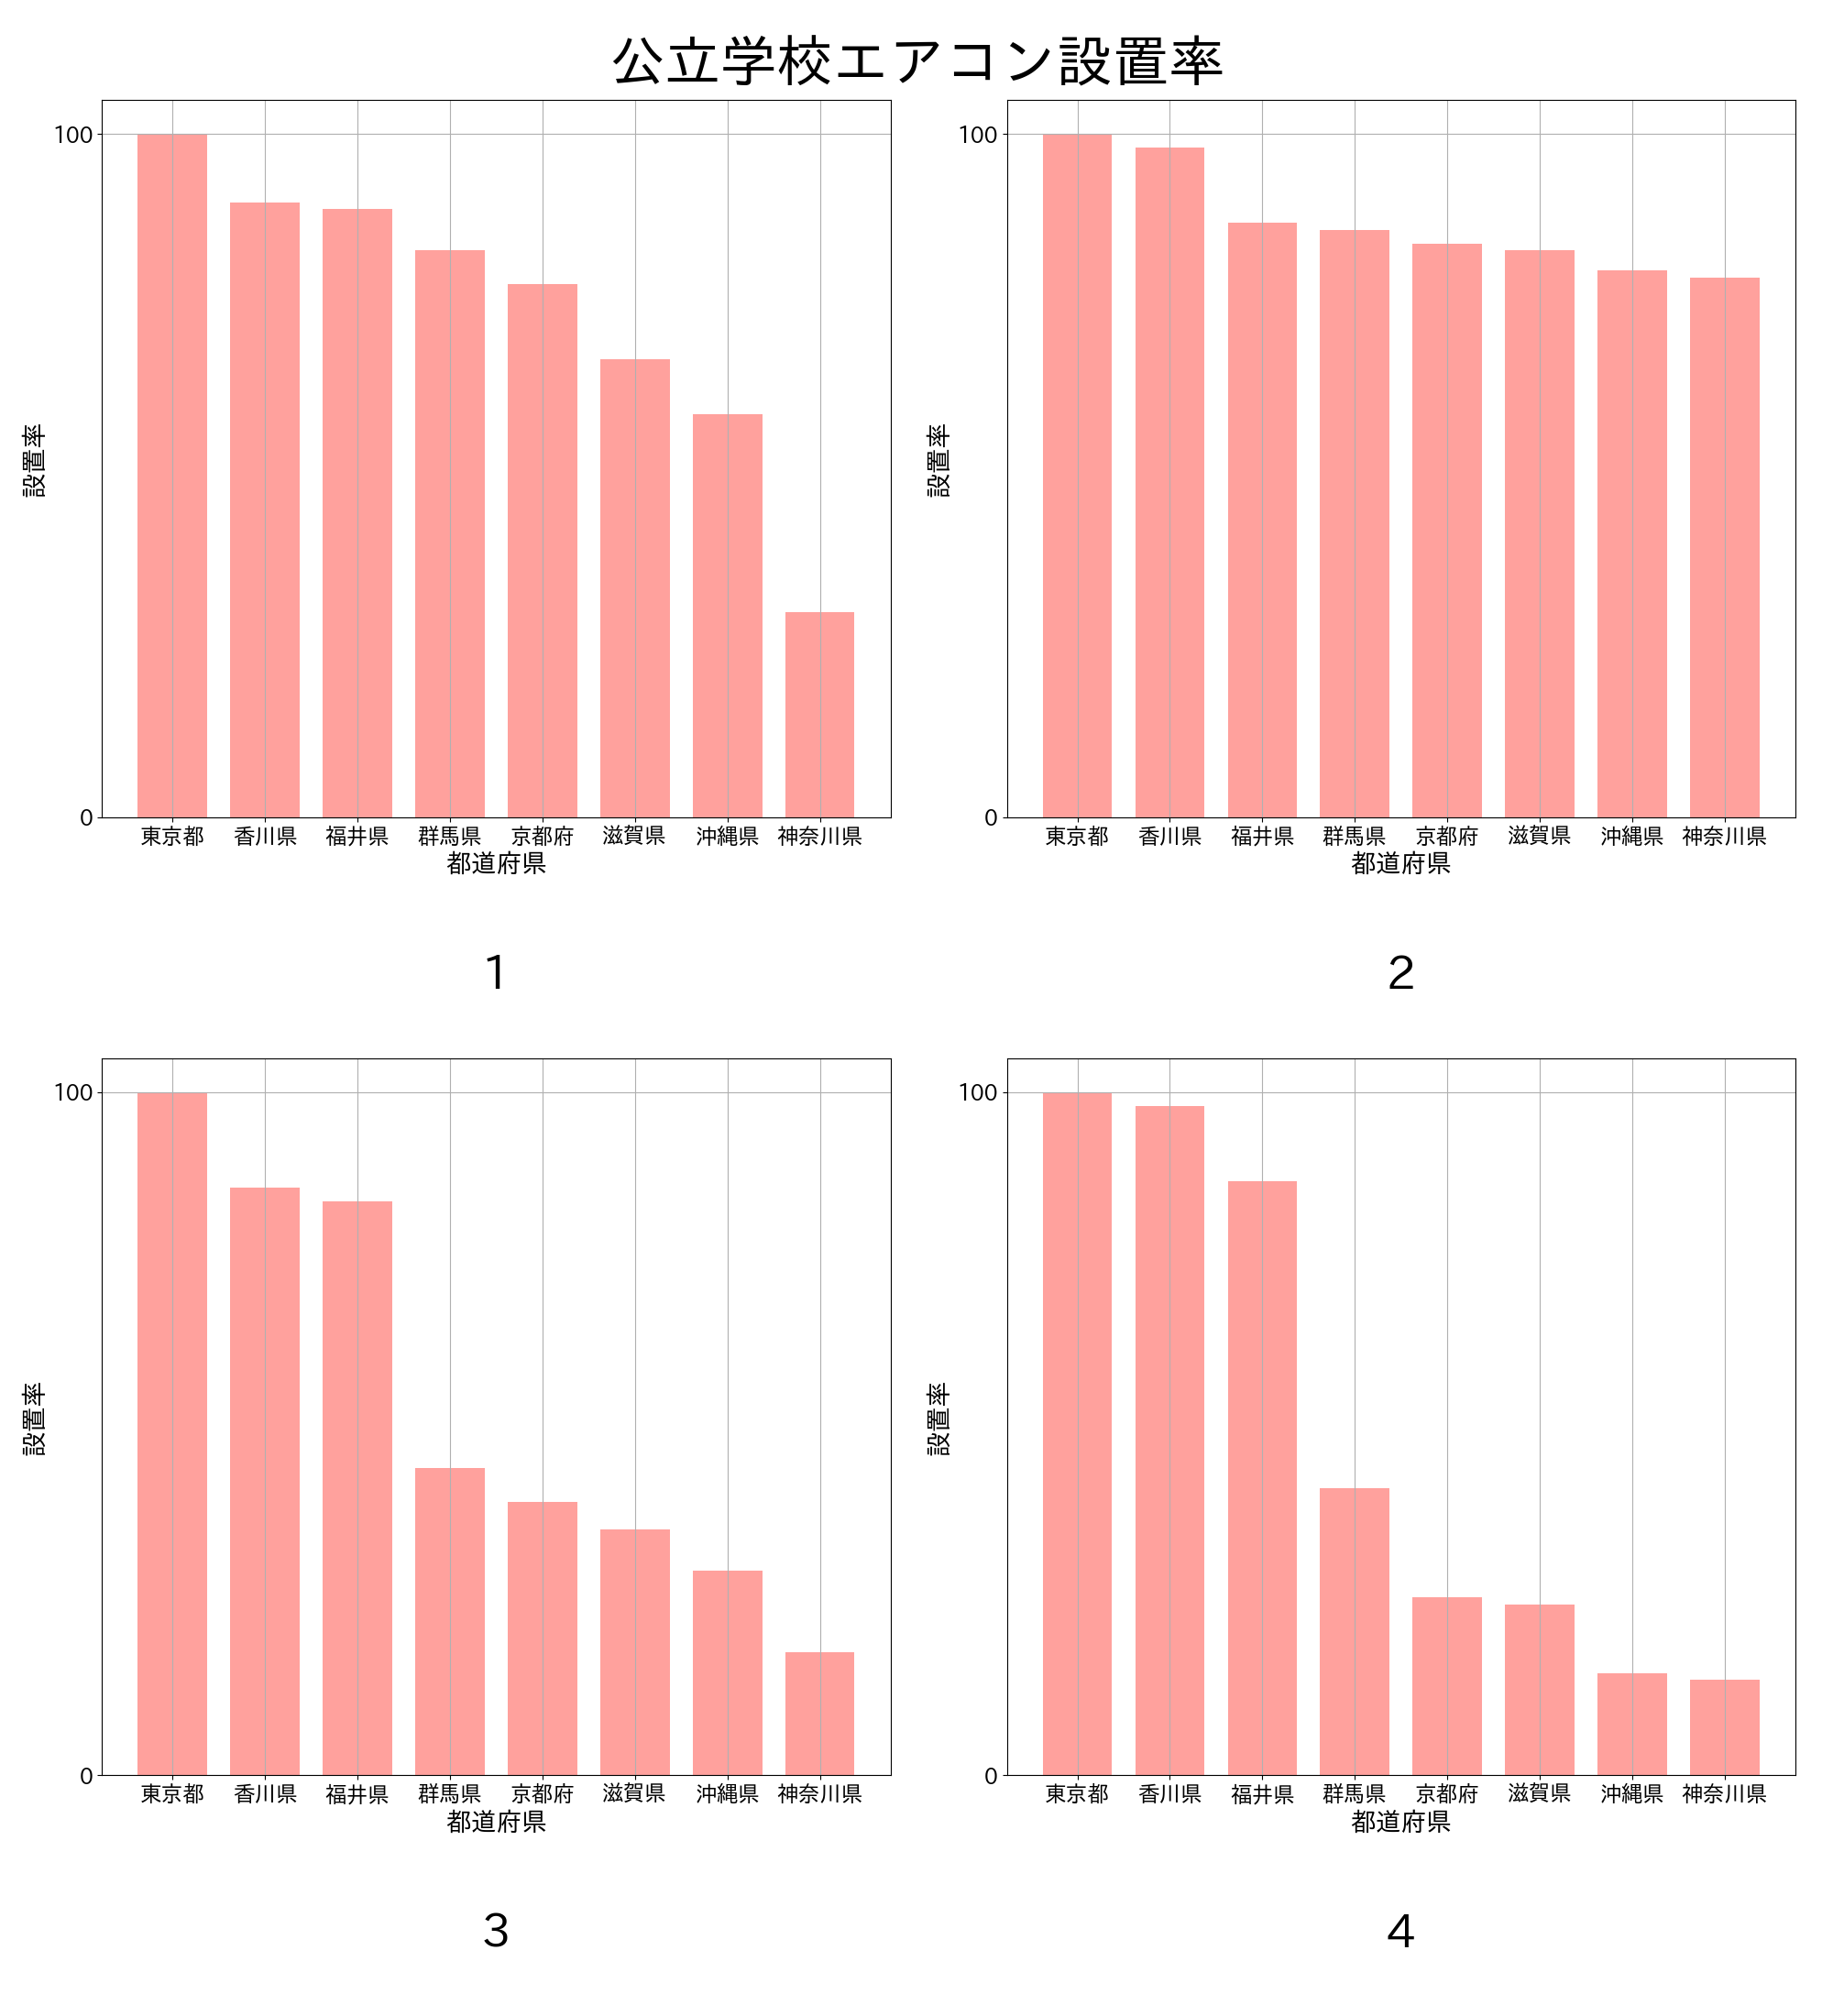 公立学校エアコン設置率
100
0
設置率
東京都 香川県 福井県 群馬県 京都府 滋賀県 沖縄県 神奈川県
都道府県
1
100
0
設置率
東京都 香川県 福井県 群馬県 京都府 滋賀県 沖縄県 神奈川県
都道府県
2
100
0
設置率
東京都 香川県 福井県 群馬県 京都府 滋賀県 沖縄県 神奈川県
都道府県
3
100
0
設置率
東京都 香川県 福井県 群馬県 京都府 滋賀県 沖縄県 神奈川県
都道府県
4